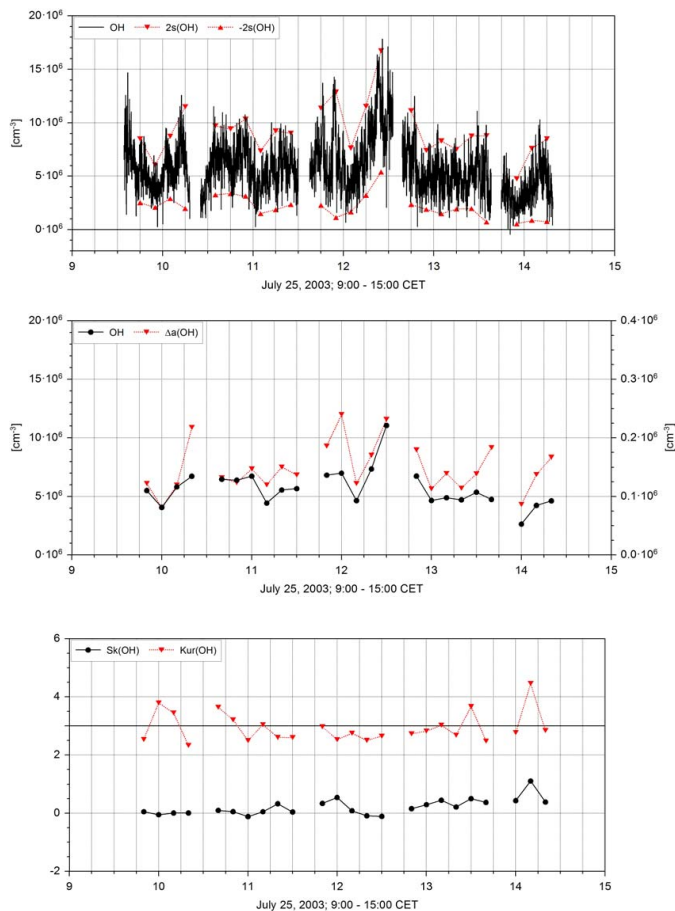 20·10⁶
OH 2s(OH) -2s(OH)
15·10⁶
10·10⁶
[cm⁻³]
5·10⁶
0·10⁶
9 10 11 12 13 14 15
July 25, 2003; 9:00 - 15:00 CET
20·10⁶ 0.4·10⁶
OH Δa(OH)
15·10⁶ 0.3·10⁶
10·10⁶ 0.2·10⁶
[cm⁻³] [cm⁻³]
5·10⁶ 0.1·10⁶
0·10⁶ 0.0·10⁶
9 10 11 12 13 14 15
July 25, 2003; 9:00 - 15:00 CET
6
Sk(OH) Kur(OH)
4
2
0
-2
9 10 11 12 13 14 15
July 25, 2003; 9:00 - 15:00 CET